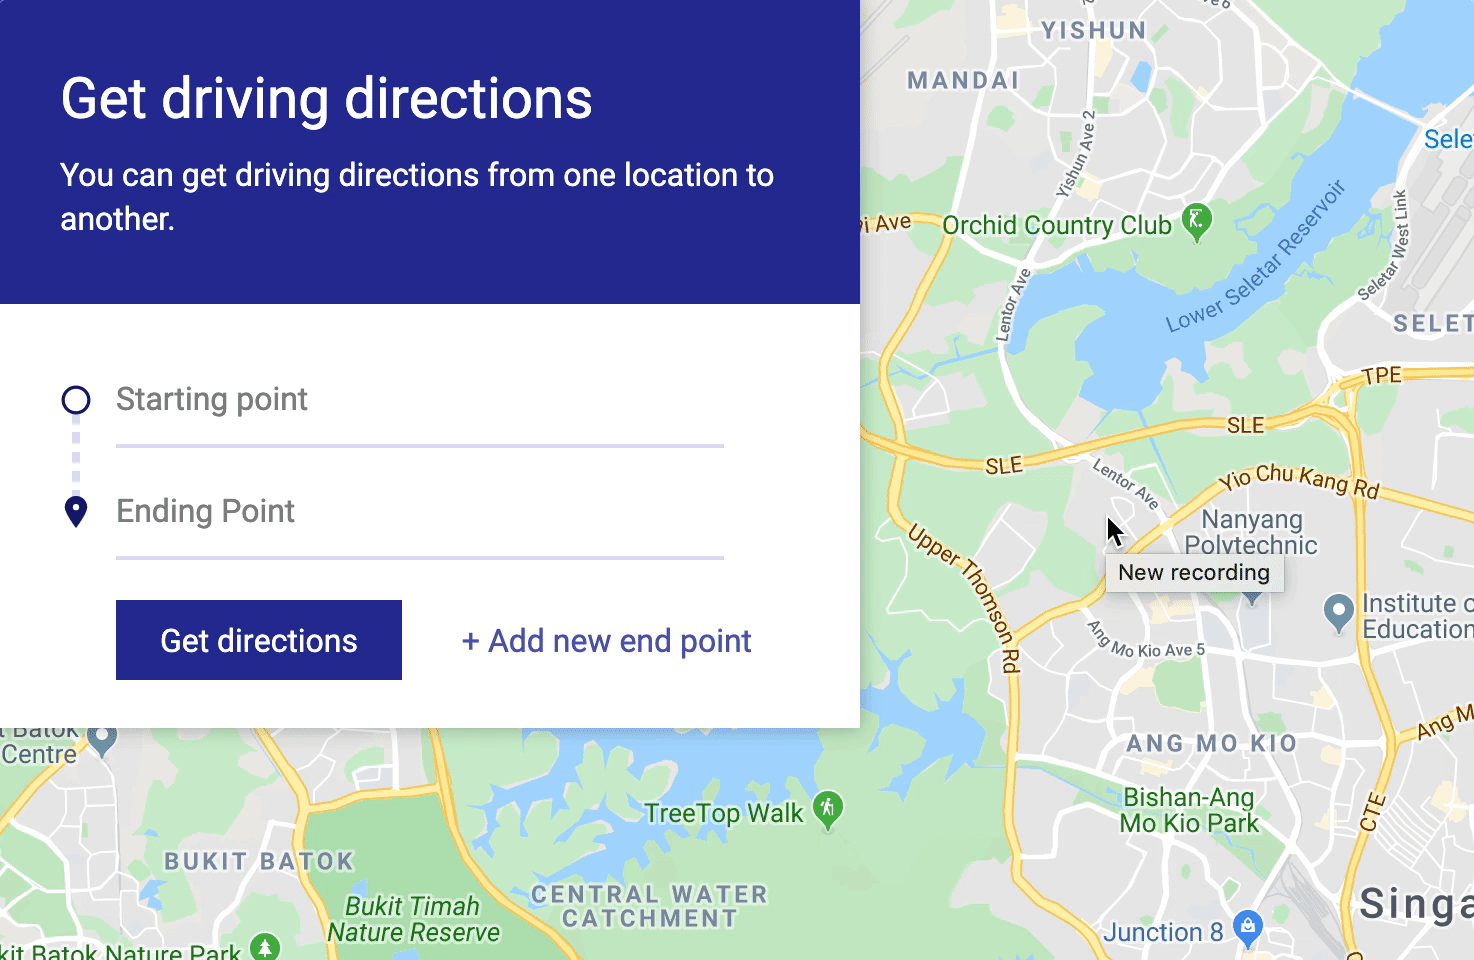 Get driving directions
You can get driving directions from one location to
another.
Starting point
Ending Point
Get directions
+ Add new end point
YISHUN
MANDAI
Yishun Ave 2
Sele
Ave
Orchid Country Club
Lower Seletar Reservoir
Seletar West Link
Lentor Ave
SELET
TPE
SLE
SLE
Lentor Ave
Yio Chu Kang Rd
Nanyang
Polytechnic
New recording
Upper Thomson Rd
Institute o
Education
Ang Mo Kio Ave 5
ANG MO KIO
Ang M
t Batok
Centre
TreeTop Walk
Bishan-Ang
Mo Kio Park
CTE
BUKIT BATOK
Bukit Timah
Nature Reserve
CENTRAL WATER
CATCHMENT
Singa
Junction 8
kit Batok Nature Park